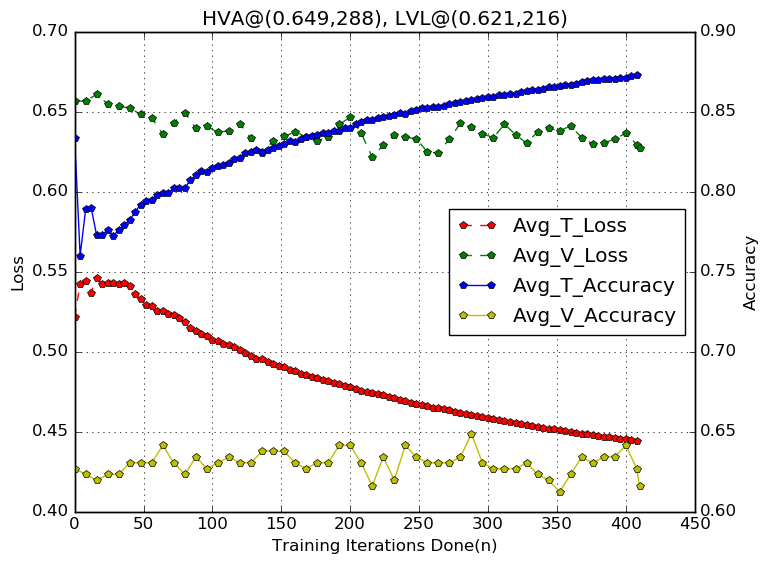 HVA@(0.649,288), LVL@(0.621,216)
0.70
0.65
0.60
0.55
0.50
0.45
0.40
Loss
0.90
0.85
0.80
0.75
0.70
0.65
0.60
Accuracy
Avg_T_Loss
Avg_V_Loss
Avg_T_Accuracy
Avg_V_Accuracy
0 50 100 150 200 250 300 350 400 450
Training Iterations Done(n)